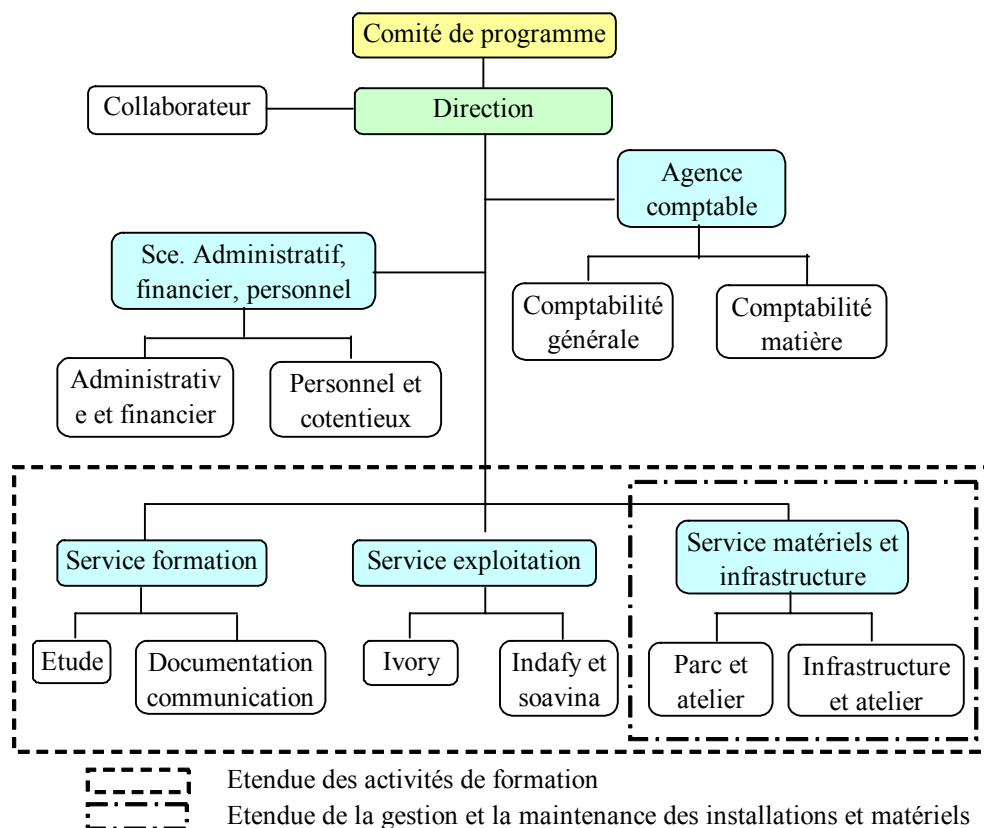 Comité de programme
Collaborateur
Direction
Agence
comptable
Sce. Administratif,
financier, personnel
Comptabilité
générale
Comptabilité
matière
Administrativ
e et financier
Personnel et
cotentieux
Service formation
Service exploitation
Service matériels et
infrastructure
Etude
Documentation
communication
Ivory
Indafy et
soavina
Parc et
atelier
Infrastructure
et atelier
Etendue des activités de formation
Etendue de la gestion et la maintenance des installations et matériels